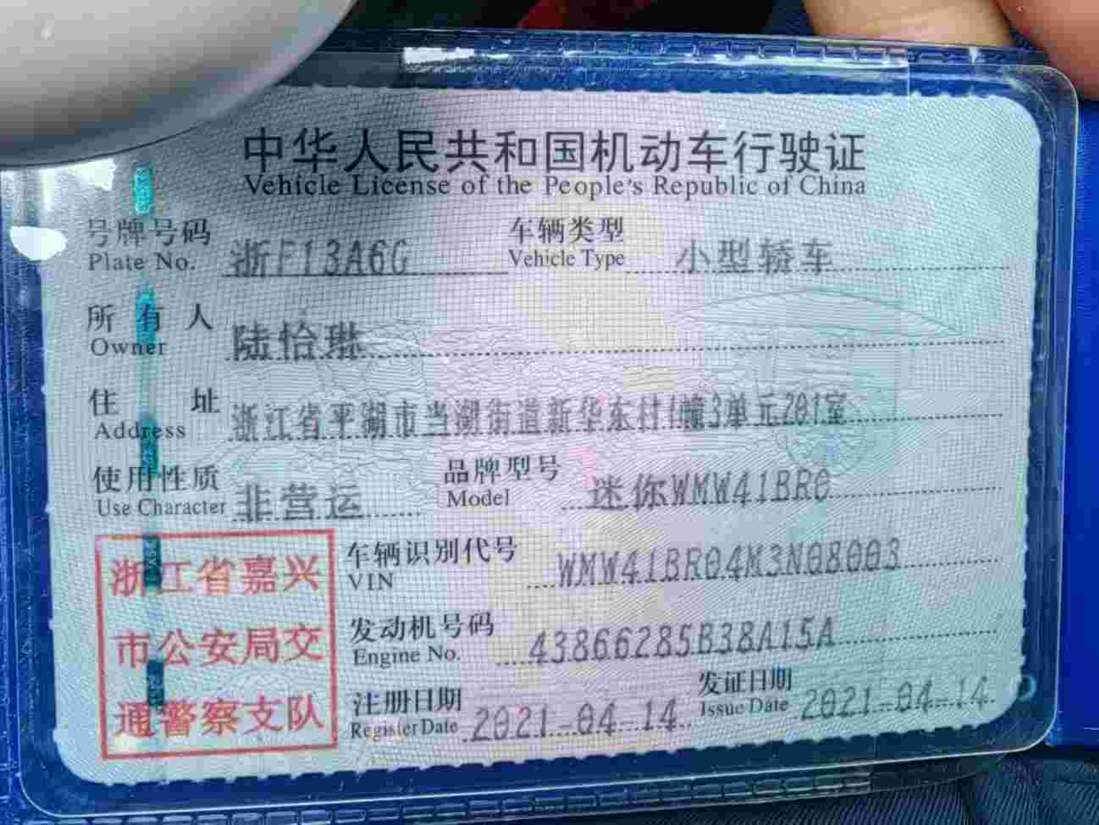 中华人民共和国机动车行驶证
Vehicle License of the People's Republic of China
号牌号码 浙F13A6G 车辆类型 小型轿车
Plate No. Vehicle Type
所有人 陆怡琳
Owner
住址 浙江省平湖市当湖街道新华东村1幢3单元201室
Address
使用性质 非营运 品牌型号 迷你WMW41BR0
Use Character Model
浙江省嘉兴
市公安局交
通警察支队
车辆识别代号 WMW41BR04M3N08003
VIN
发动机号码 43866285B38A15A
Engine No.
注册日期 2021-04-14 发证日期 2021-04-14
Register Date Issue Date